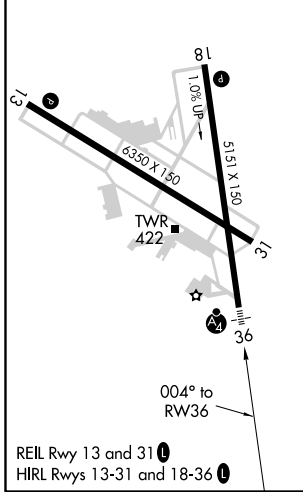 18
P
13
P
1.0% UP
5151 X 150
6350 X 150
TWR
422
31
A4
36
004° to
RW36
REIL Rwy 13 and 31 L
HIRL Rwys 13-31 and 18-36 L